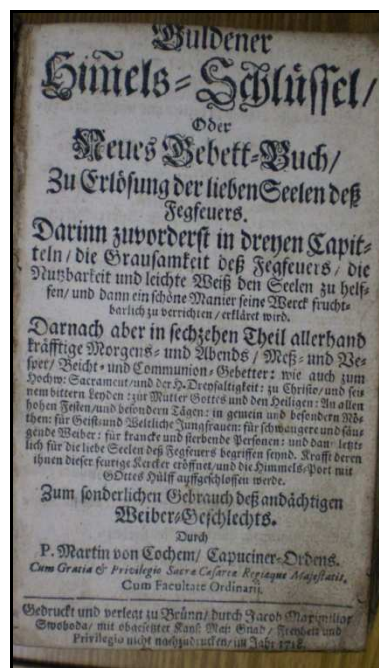 Guldener
Him̅els-Schlüssel/
Oder
Neues Gebett-Buch/
Zu Erlösung der lieben Seelen deß
Fegfeuers.
Darinn zuvorderst in dreyen Capit-
teln/ die Grausamkeit deß Fegfeuers/ die
Nutzbarkeit und leichte Weiß den Seelen zu helf-
fen/ und dann ein schöne Manier seine Werck frucht-
barlich zu verrichten/ erkläret wird.
Darnach aber in sechzehen Theil allerhand
kräfftige Morgens- und Abends/ Meß- und Ve-
sper/ Beicht- und Communion-Gebetter: wie auch zum
Hochw: Sacrament/und der H. Dreyfaltigkeit: zu Christo/und sei-
nem bittern Leyden: zur Mutter Gottes und den Heiligen: An allen
hohen Festen/und besondern Tägen: in gemein und besondern Nö-
then: für Geist-und Weltliche Jungfrauen: für schwangere und säu-
gende Weiber: für krancke und sterbende Personen: und dan letzt-
lich für die liebe Seelen deß Fegfeuers begriffen seynd. Krafft deren
ihnen dieser feurige Kercker eröffnet/und die Himmels-Port mit
GOttes Hülff auffgeschlossen werde.
Zum sonderlichen Gebrauch deß andächtigen
Weiber-Geschlechts.
Durch
P. Martin von Cochem/ Capuciner-Ordens.
Cum Gratia & Privilegio Sacræ Cæsareæ Regiæque Majestatis,
Cum Facultate Ordinarii.
Gedruckt und verlegt zu Brünn/ durch Jacob Maximilian
Swoboda/ mit obgesetzter Käys. Maj: Gnad/ Freyheit und
Privilegio nicht nachzudrucken/ im Jahr 1718.